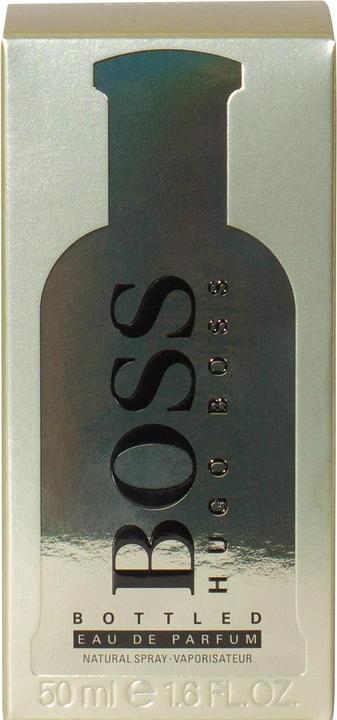 BOSS
HUGO BOSS
BOTTLED
EAU DE PARFUM
NATURAL SPRAY · VAPORISATEUR
50 ml ℮ 1.6 FL.OZ.